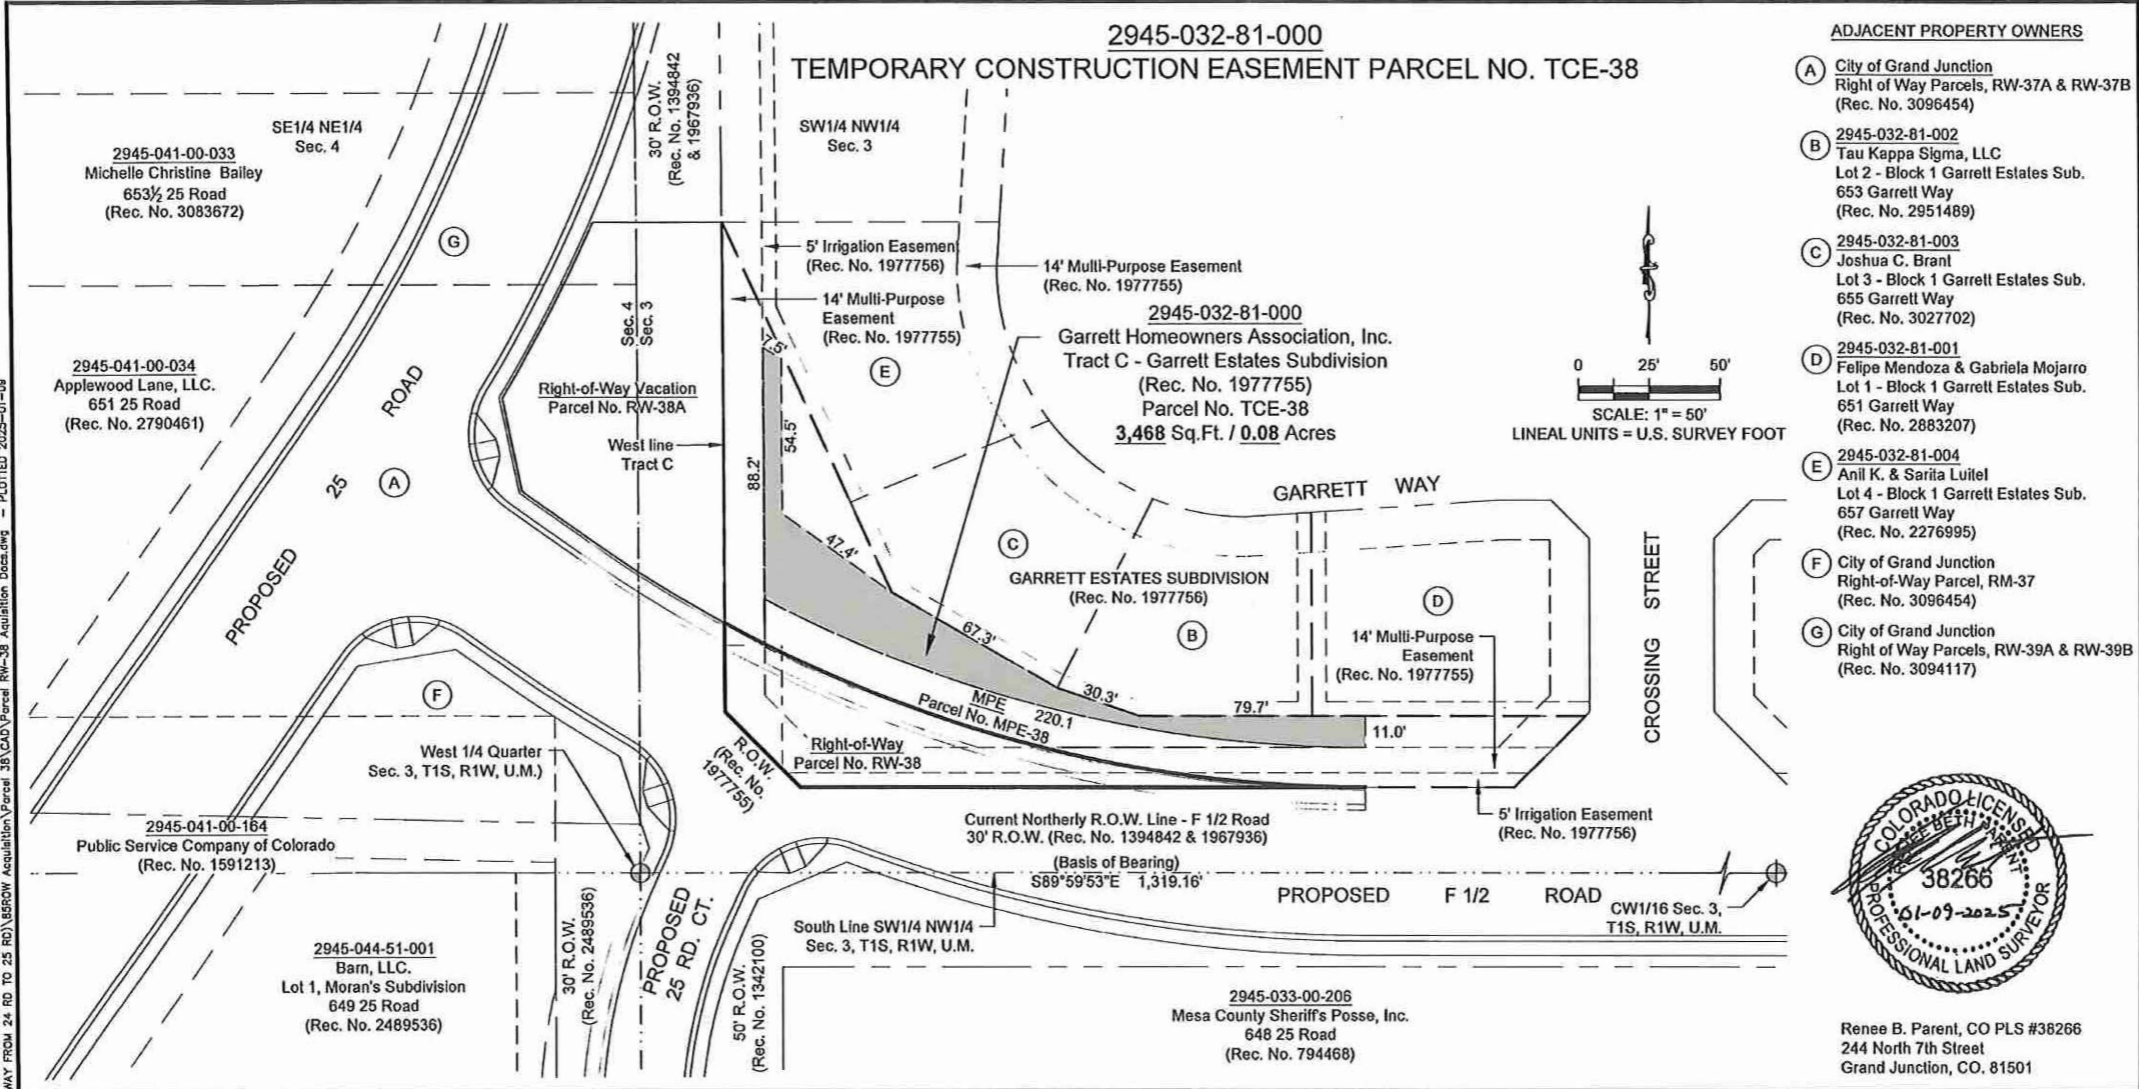 2945-032-81-000
TEMPORARY CONSTRUCTION EASEMENT PARCEL NO. TCE-38
ADJACENT PROPERTY OWNERS
A
City of Grand Junction
Right of Way Parcels, RW-37A & RW-37B
(Rec. No. 3096454)
B
2945-032-81-002
Tau Kappa Sigma, LLC
Lot 2 - Block 1 Garrett Estates Sub.
653 Garrett Way
(Rec. No. 2951489)
C
2945-032-81-003
Joshua C. Brant
Lot 3 - Block 1 Garrett Estates Sub.
655 Garrett Way
(Rec. No. 3027702)
D
2945-032-81-001
Felipe Mendoza & Gabriela Mojarro
Lot 1 - Block 1 Garrett Estates Sub.
651 Garrett Way
(Rec. No. 2883207)
E
2945-032-81-004
Anil K. & Sarita Luitel
Lot 4 - Block 1 Garrett Estates Sub.
657 Garrett Way
(Rec. No. 2276995)
F
City of Grand Junction
Right-of-Way Parcel, RM-37
(Rec. No. 3096454)
G
City of Grand Junction
Right of Way Parcels, RW-39A & RW-39B
(Rec. No. 3094117)
SE1/4 NE1/4
Sec. 4
2945-041-00-033
Michelle Christine Bailey
653½ 25 Road
(Rec. No. 3083672)
30' R.O.W.
(Rec. No. 1394842
& 1967936)
SW1/4 NW1/4
Sec. 3
G
5' Irrigation Easement
(Rec. No. 1977756)
14' Multi-Purpose Easement
(Rec. No. 1977755)
14' Multi-Purpose
Easement
(Rec. No. 1977755)
2945-032-81-000
Garrett Homeowners Association, Inc.
Tract C - Garrett Estates Subdivision
(Rec. No. 1977755)
Parcel No. TCE-38
3,468 Sq.Ft. / 0.08 Acres
0 25' 50'
SCALE: 1" = 50'
LINEAL UNITS = U.S. SURVEY FOOT
Sec. 4
Sec. 3
2945-041-00-034
Applewood Lane, LLC.
651 25 Road
(Rec. No. 2790461)
PROPOSED 25 ROAD
A
Right-of-Way Vacation
Parcel No. RW-38A
West line
Tract C
7.5'
54.5'
88.2'
47.4'
67.3'
30.3'
79.7'
11.0'
220.1
E
C
GARRETT ESTATES SUBDIVISION
(Rec. No. 1977756)
B
D
GARRETT WAY
CROSSING STREET
14' Multi-Purpose
Easement
(Rec. No. 1977755)
MPE
Parcel No. MPE-38
Right-of-Way
Parcel No. RW-38
R.O.W.
(Rec. No.
1977755)
F
West 1/4 Quarter
Sec. 3, T1S, R1W, U.M.)
5' Irrigation Easement
(Rec. No. 1977756)
Current Northerly R.O.W. Line - F 1/2 Road
30' R.O.W. (Rec. No. 1394842 & 1967936)
(Basis of Bearing)
S89°59'53"E 1,319.16'
2945-041-00-164
Public Service Company of Colorado
(Rec. No. 1591213)
PROPOSED F 1/2 ROAD
CW1/16 Sec. 3,
T1S, R1W, U.M.
South Line SW1/4 NW1/4
Sec. 3, T1S, R1W, U.M.
30' R.O.W.
(Rec. No. 2489536)
PROPOSED
25 RD. CT.
50' R.O.W.
(Rec. No. 1342100)
2945-044-51-001
Barn, LLC.
Lot 1, Moran's Subdivision
649 25 Road
(Rec. No. 2489536)
2945-033-00-206
Mesa County Sheriff's Posse, Inc.
648 25 Road
(Rec. No. 794468)
COLORADO LICENSED
38266
01-09-2025
PROFESSIONAL LAND SURVEYOR
Renee B. Parent, CO PLS #38266
244 North 7th Street
Grand Junction, CO. 81501